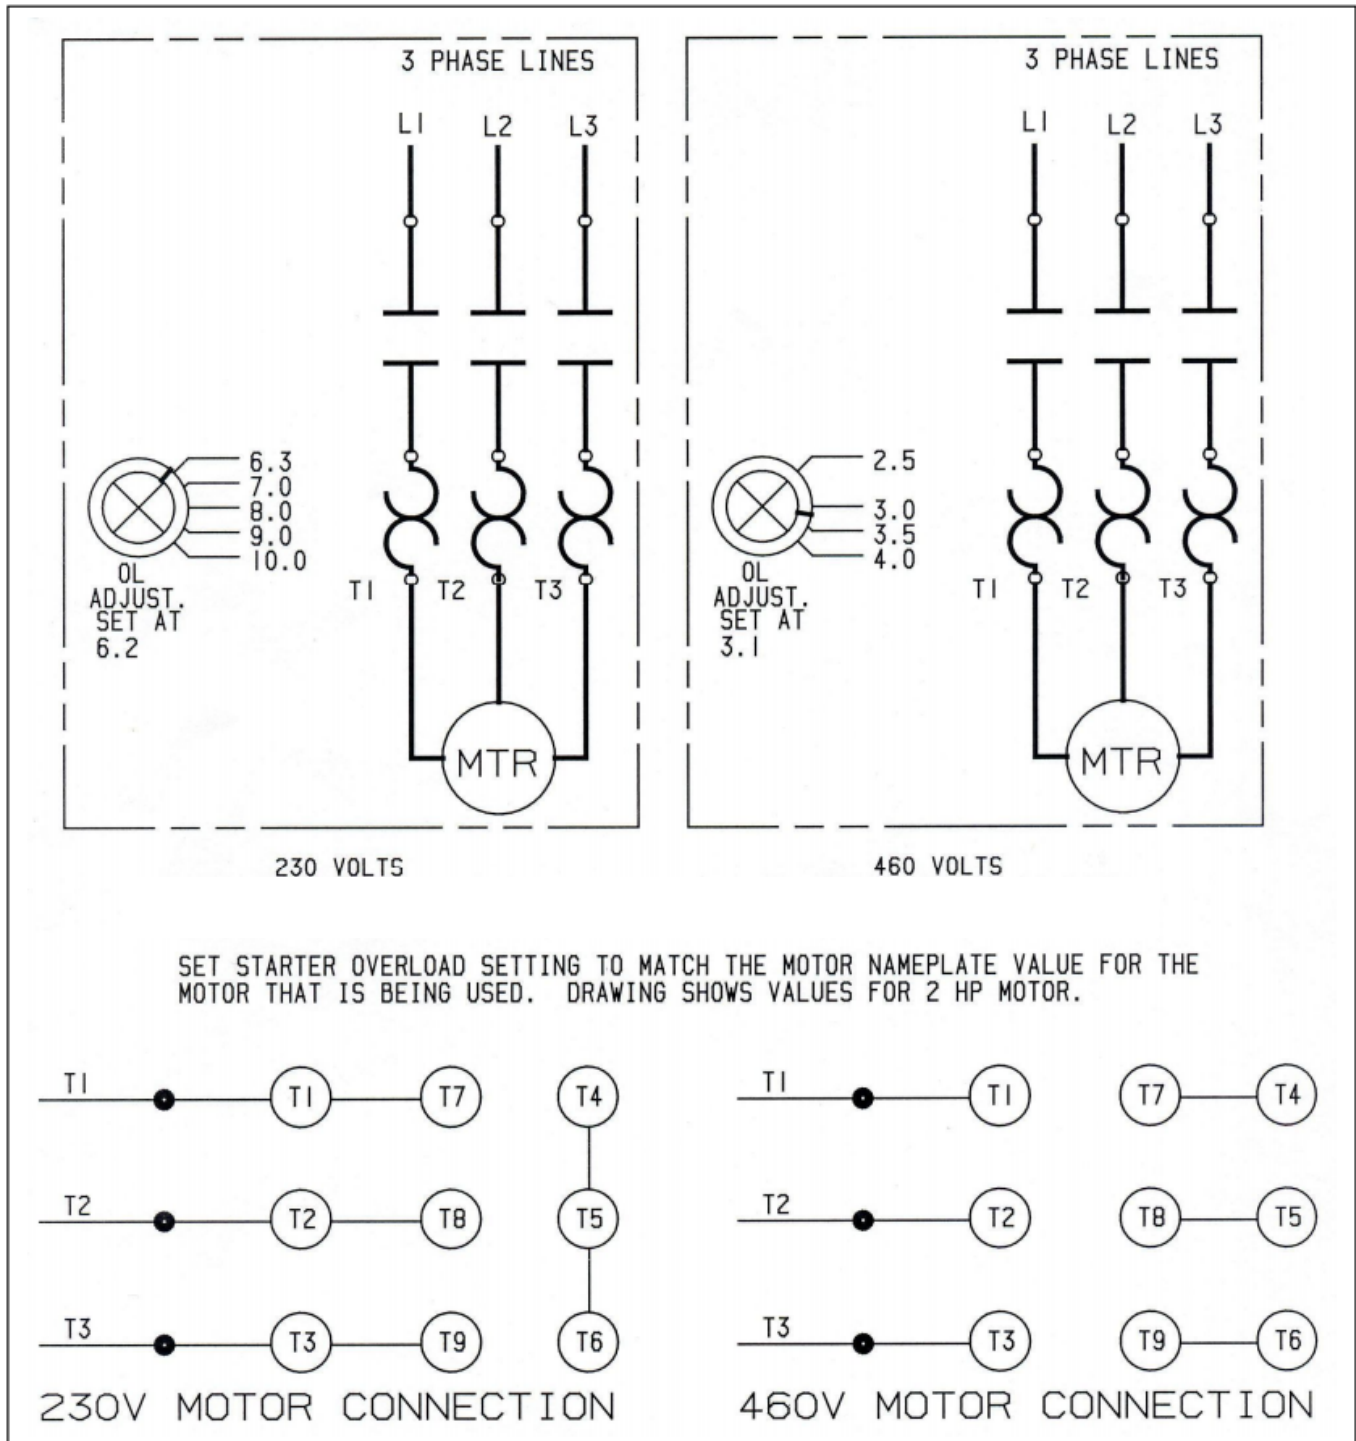 3 PHASE LINES
L1 L2 L3
6.3
7.0
8.0
9.0
10.0
OL
ADJUST.
SET AT
6.2
T1 T2 T3
MTR
230 VOLTS
3 PHASE LINES
L1 L2 L3
2.5
3.0
3.5
4.0
OL
ADJUST.
SET AT
3.1
T1 T2 T3
MTR
460 VOLTS
SET STARTER OVERLOAD SETTING TO MATCH THE MOTOR NAMEPLATE VALUE FOR THE
MOTOR THAT IS BEING USED. DRAWING SHOWS VALUES FOR 2 HP MOTOR.
T1 T1 T7 T4
T2 T2 T8 T5
T3 T3 T9 T6
230V MOTOR CONNECTION
T1 T1 T7 T4
T2 T2 T8 T5
T3 T3 T9 T6
460V MOTOR CONNECTION